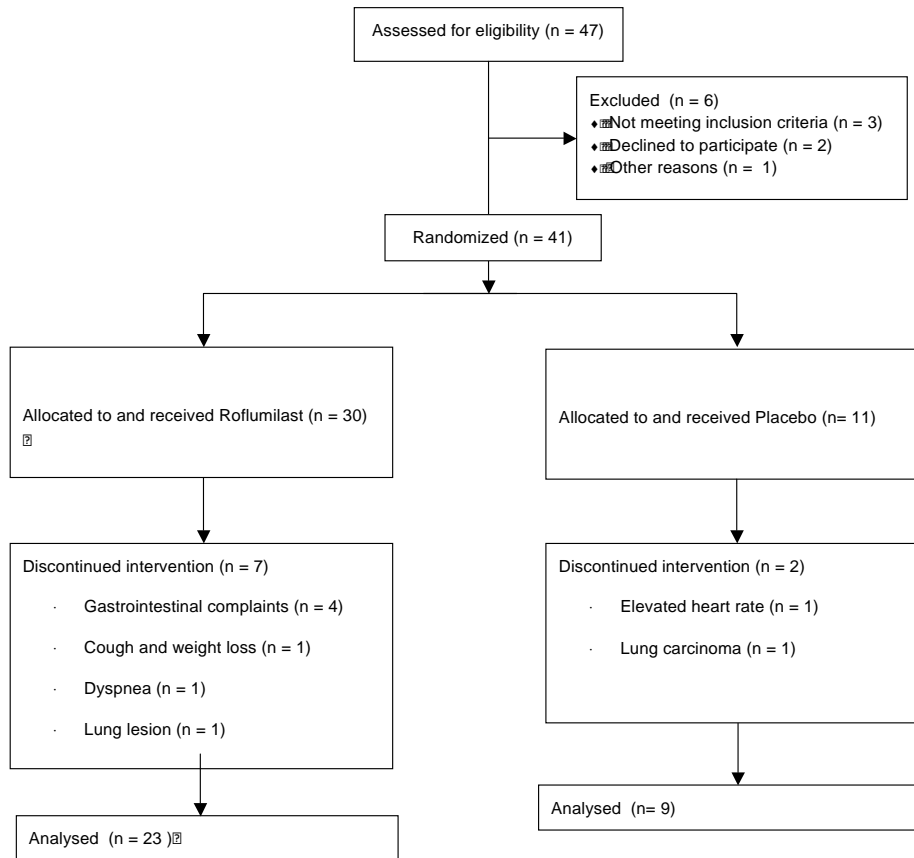 Assessed for eligibility (n = 47)
Excluded (n = 6)
♦ Not meeting inclusion criteria (n = 3)
♦ Declined to participate (n = 2)
♦ Other reasons (n = 1)
Randomized (n = 41)
Allocated to and received Roflumilast (n = 30)
Allocated to and received Placebo (n= 11)
Discontinued intervention (n = 7)
· Gastrointestinal complaints (n = 4)
· Cough and weight loss (n = 1)
· Dyspnea (n = 1)
· Lung lesion (n = 1)
Discontinued intervention (n = 2)
· Elevated heart rate (n = 1)
· Lung carcinoma (n = 1)
Analysed (n = 23 )
Analysed (n= 9)